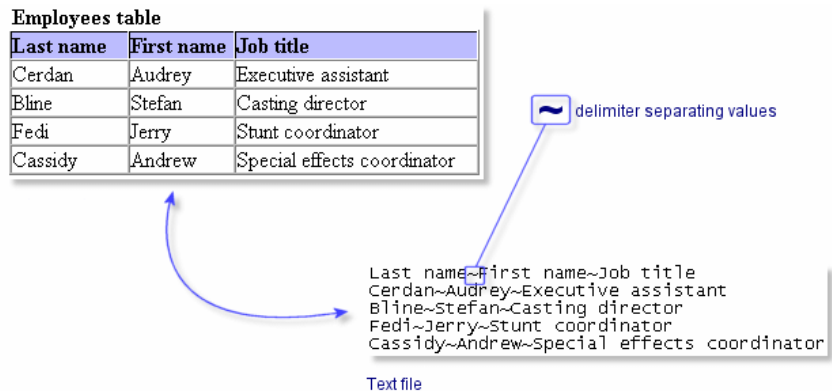 Employees table
Last name First name Job title
Cerdan Audrey Executive assistant
Bline Stefan Casting director
Fedi Jerry Stunt coordinator
Cassidy Andrew Special effects coordinator
~ delimiter separating values
Last name~First name~Job title
Cerdan~Audrey~Executive assistant
Bline~Stefan~Casting director
Fedi~Jerry~Stunt coordinator
Cassidy~Andrew~Special effects coordinator
Text file